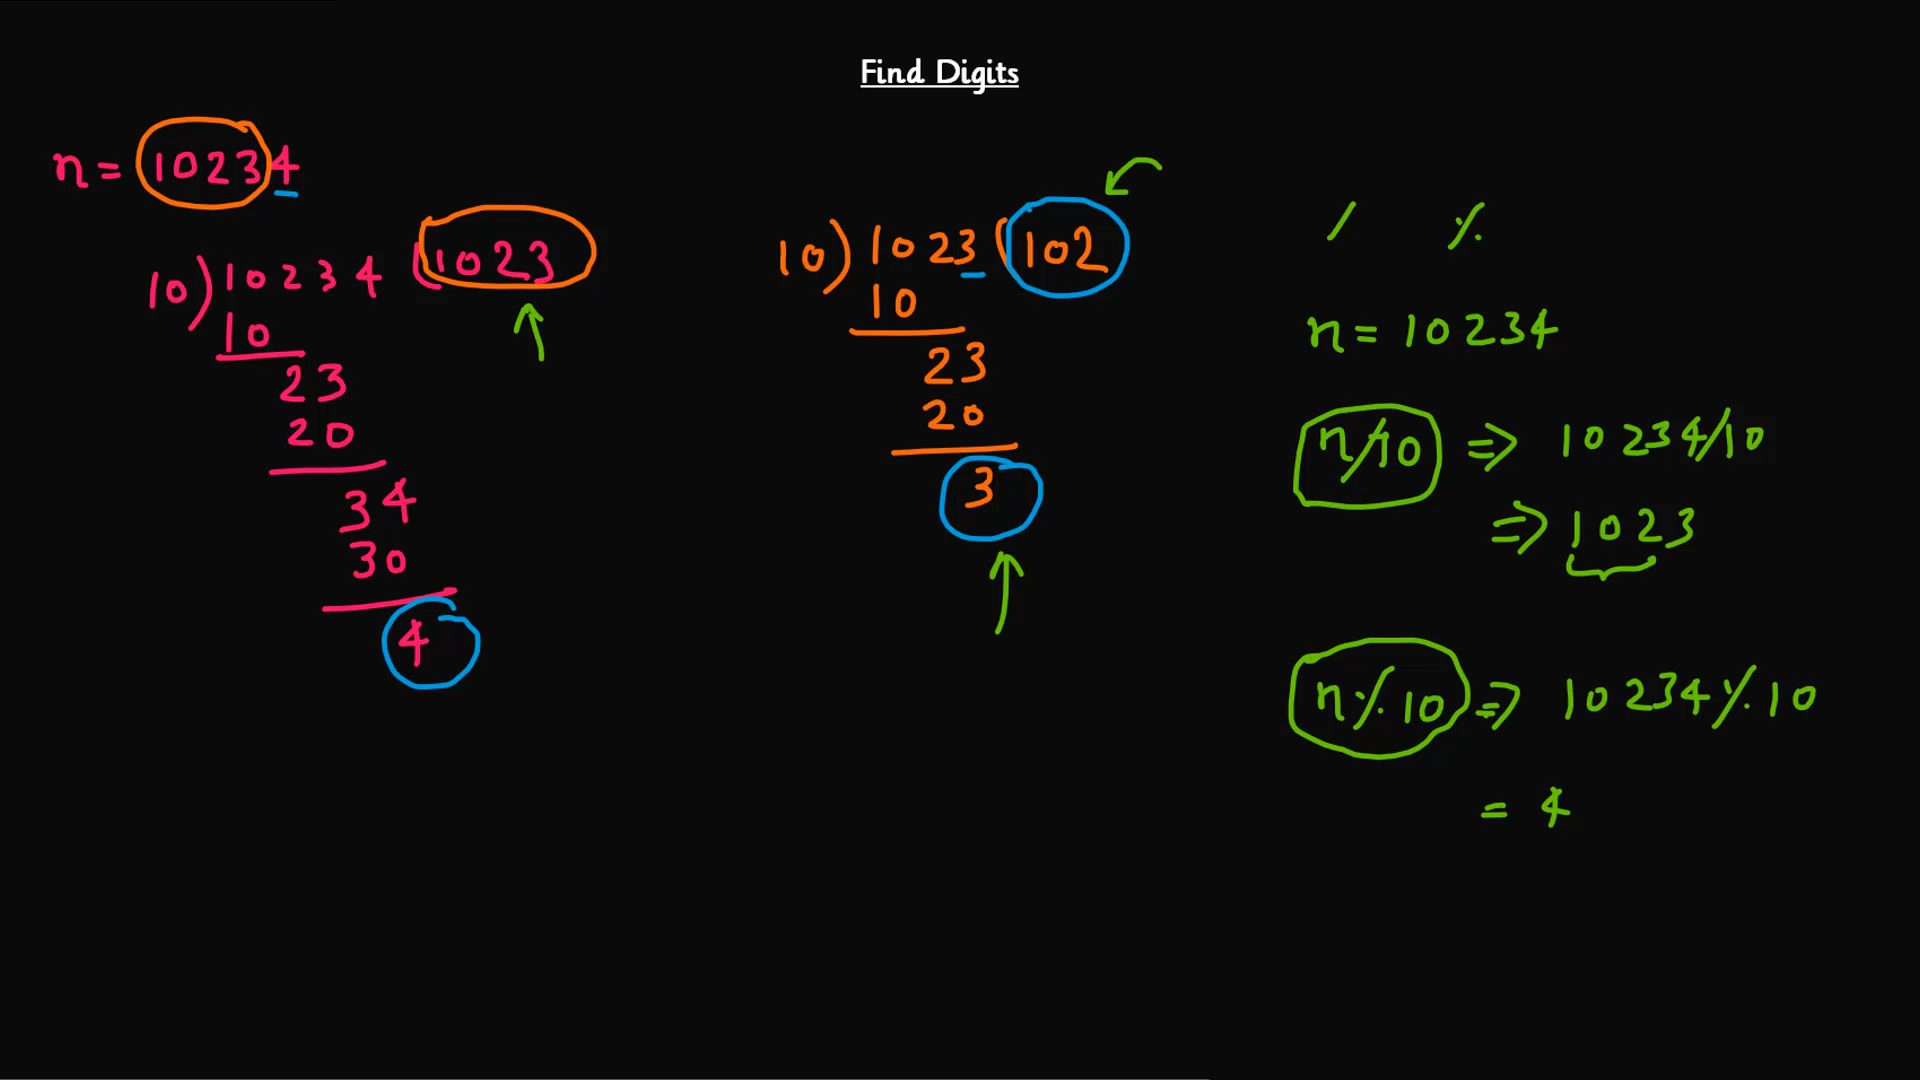 Find Digits
n = 10234
10) 10234 (1023
10
23
20
34
30
4
10) 1023 (102
10
23
20
3
/ %
n = 10234
n/10 => 10234/10
=> 1023
n % 10 => 10234 % 10
= 4